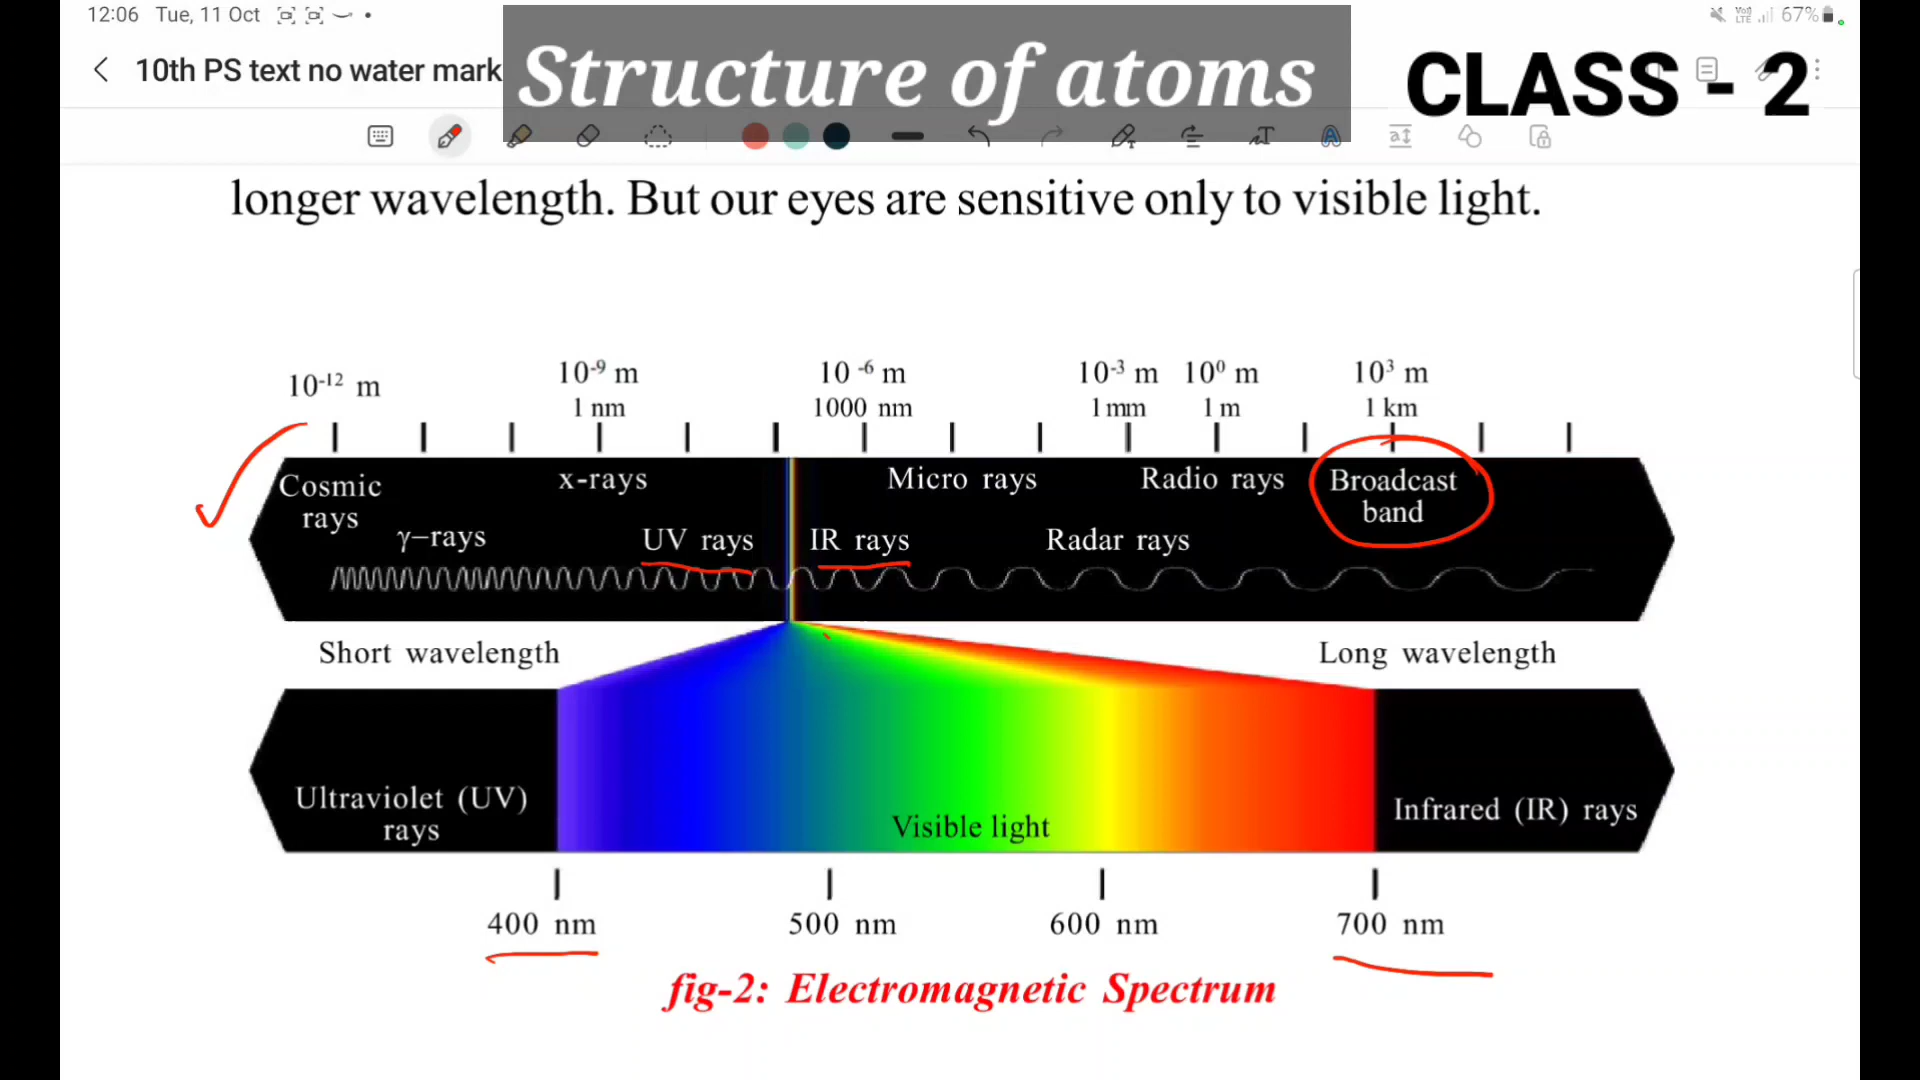 12:06 Tue, 11 Oct
67%
10th PS text no water mark
Structure of atoms
CLASS - 2
longer wavelength. But our eyes are sensitive only to visible light.
10-12 m 10-9 m 10 -6 m 10-3 m 100 m 103 m
1 nm 1000 nm 1mm 1 m 1 km
Cosmic rays
x-rays
Micro rays
Radio rays
Broadcast band
γ–rays
UV rays
IR rays
Radar rays
Short wavelength
Long wavelength
Ultraviolet (UV) rays
Visible light
Infrared (IR) rays
400 nm 500 nm 600 nm 700 nm
fig-2: Electromagnetic Spectrum